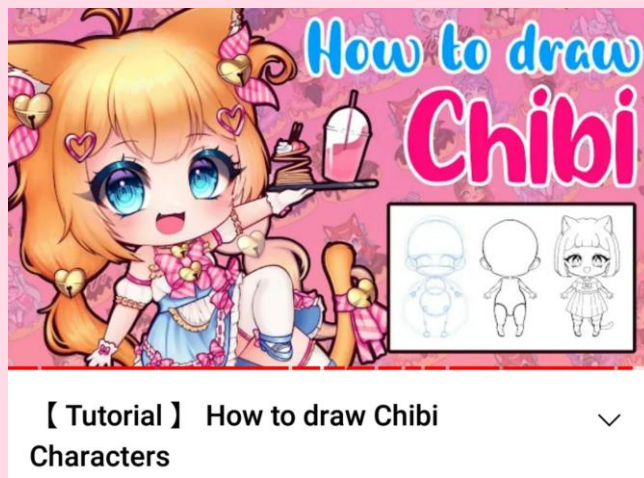 How to draw
Chibi
【 Tutorial 】 How to draw Chibi
Characters